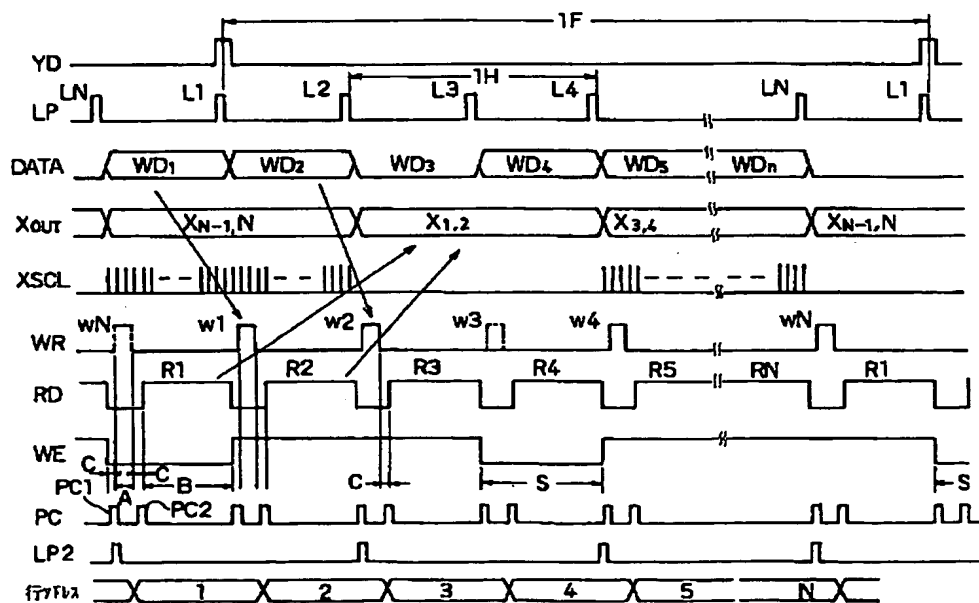 1F
YD
1H
LP LN L1 L2 L3 L4 LN L1
DATA WD1 WD2 WD3 WD4 WD5 WDn
XOUT XN-1,N X1,2 X3,4 XN-1,N
XSCL
WR wN w1 w2 w3 w4 wN
RD R1 R2 R3 R4 R5 RN R1
WE
C C A B C S S
PC PC1 PC2
LP2
行アドレス 1 2 3 4 5 N